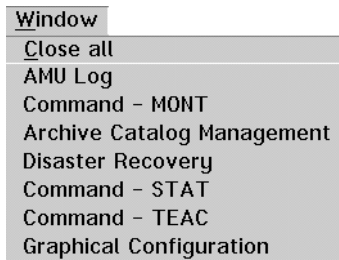 Window
Close all
AMU Log
Command - MONT
Archive Catalog Management
Disaster Recovery
Command - STAT
Command - TEAC
Graphical Configuration